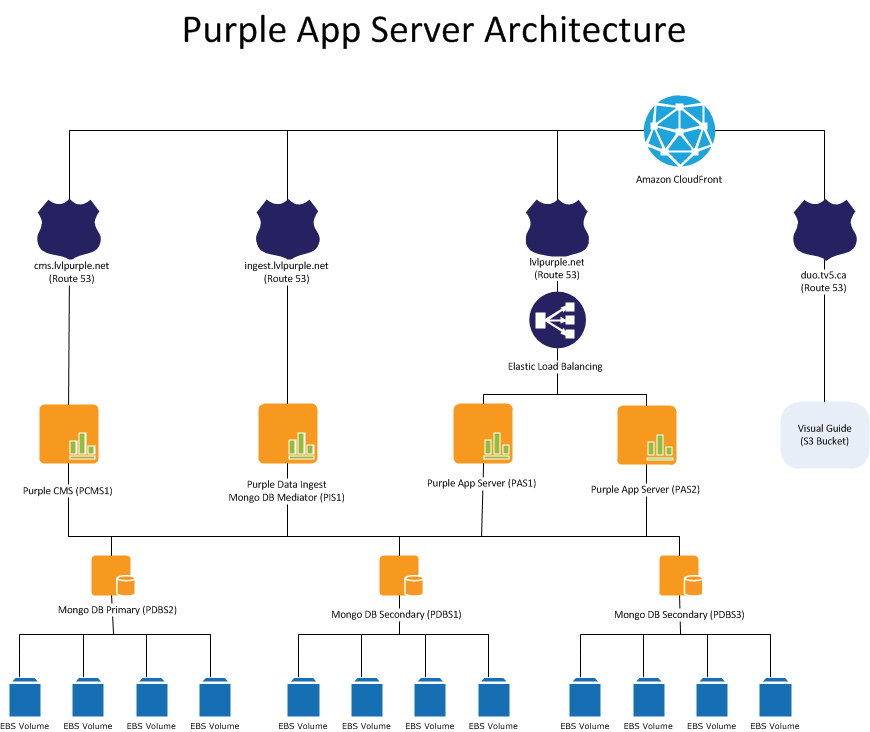 Purple App Server Architecture
Amazon CloudFront
cms.lvlpurple.net
(Route 53)
ingest.lvlpurple.net
(Route 53)
lvlpurple.net
(Route 53)
duo.tv5.ca
(Route 53)
Elastic Load Balancing
Visual Guide
(S3 Bucket)
Purple CMS (PCMS1)
Purple Data Ingest
Mongo DB Mediator (PIS1)
Purple App Server (PAS1)
Purple App Server (PAS2)
Mongo DB Primary (PDBS2)
Mongo DB Secondary (PDBS1)
Mongo DB Secondary (PDBS3)
EBS Volume
EBS Volume
EBS Volume
EBS Volume
EBS Volume
EBS Volume
EBS Volume
EBS Volume
EBS Volume
EBS Volume
EBS Volume
EBS Volume